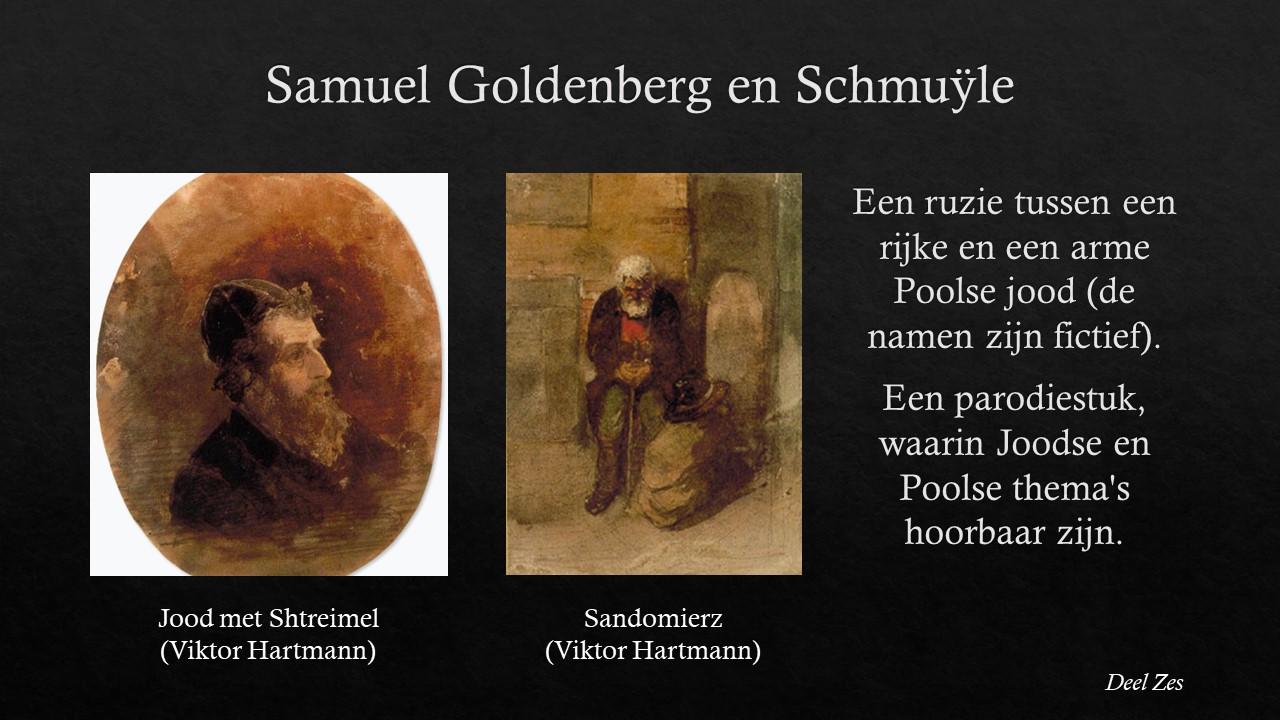 Samuel Goldenberg en Schmuÿle
Een ruzie tussen een
rijke en een arme
Poolse jood (de
namen zijn fictief).
Een parodiestuk,
waarin Joodse en
Poolse thema's
hoorbaar zijn.
Jood met Shtreimel
(Viktor Hartmann)
Sandomierz
(Viktor Hartmann)
Deel Zes